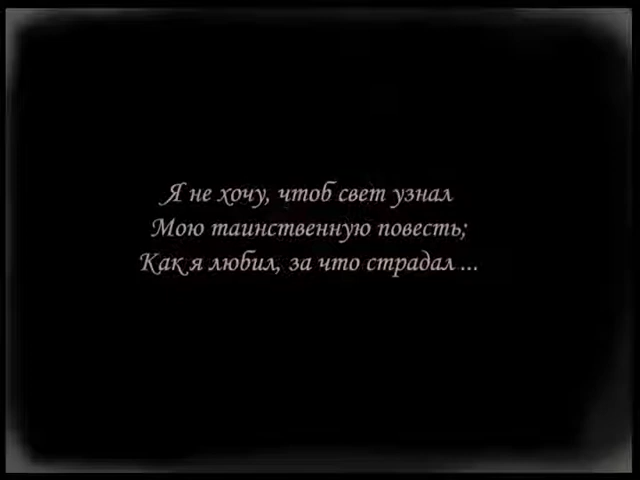 Я не хочу, чтоб свет узнал
Мою таинственную повесть;
Как я любил, за что страдал ...